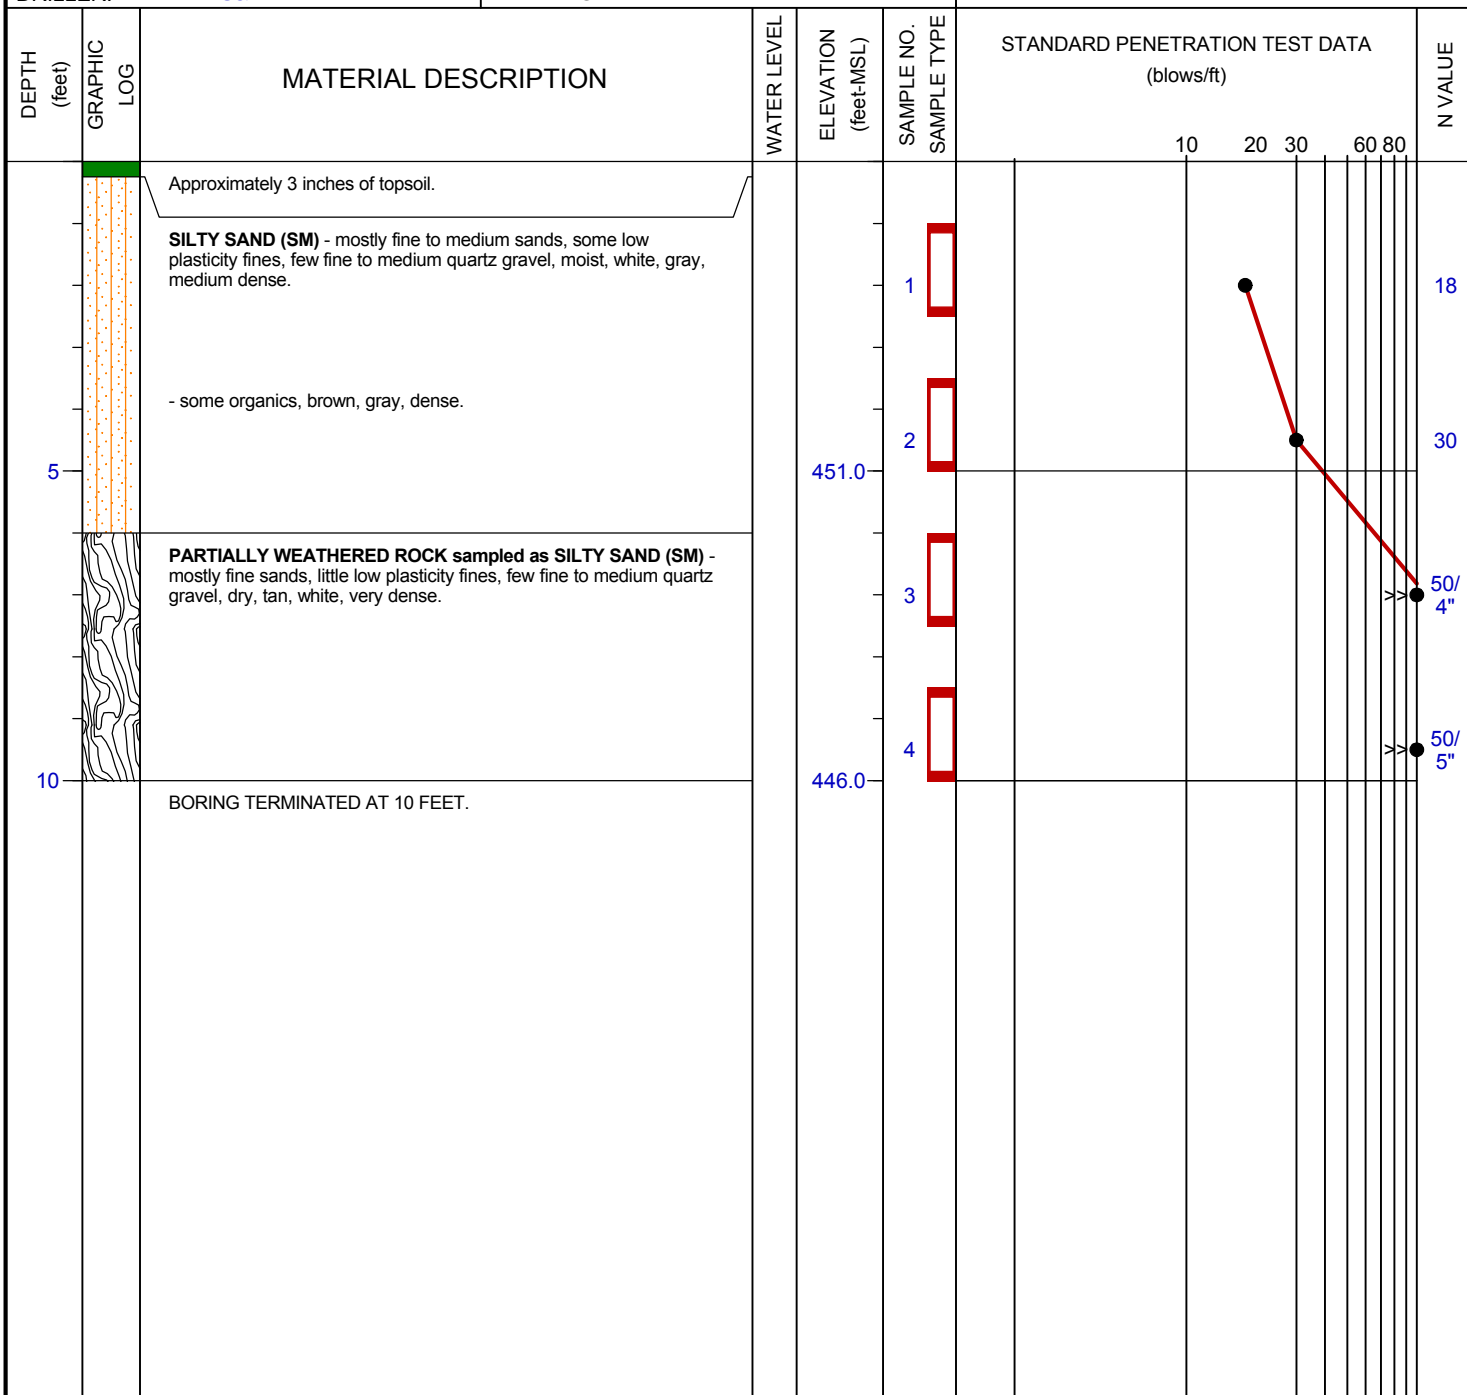 DEPTH
(feet)
GRAPHIC
LOG
MATERIAL DESCRIPTION
WATER LEVEL
ELEVATION
(feet-MSL)
SAMPLE NO.
SAMPLE TYPE
STANDARD PENETRATION TEST DATA
(blows/ft)
N VALUE
10 20 30 60 80
Approximately 3 inches of topsoil.
SILTY SAND (SM) - mostly fine to medium sands, some low
plasticity fines, few fine to medium quartz gravel, moist, white, gray,
medium dense.
1
18
- some organics, brown, gray, dense.
2
30
5
451.0
PARTIALLY WEATHERED ROCK sampled as SILTY SAND (SM) -
mostly fine sands, little low plasticity fines, few fine to medium quartz
gravel, dry, tan, white, very dense.
3
>>
50/
4"
4
>>
50/
5"
10
446.0
BORING TERMINATED AT 10 FEET.